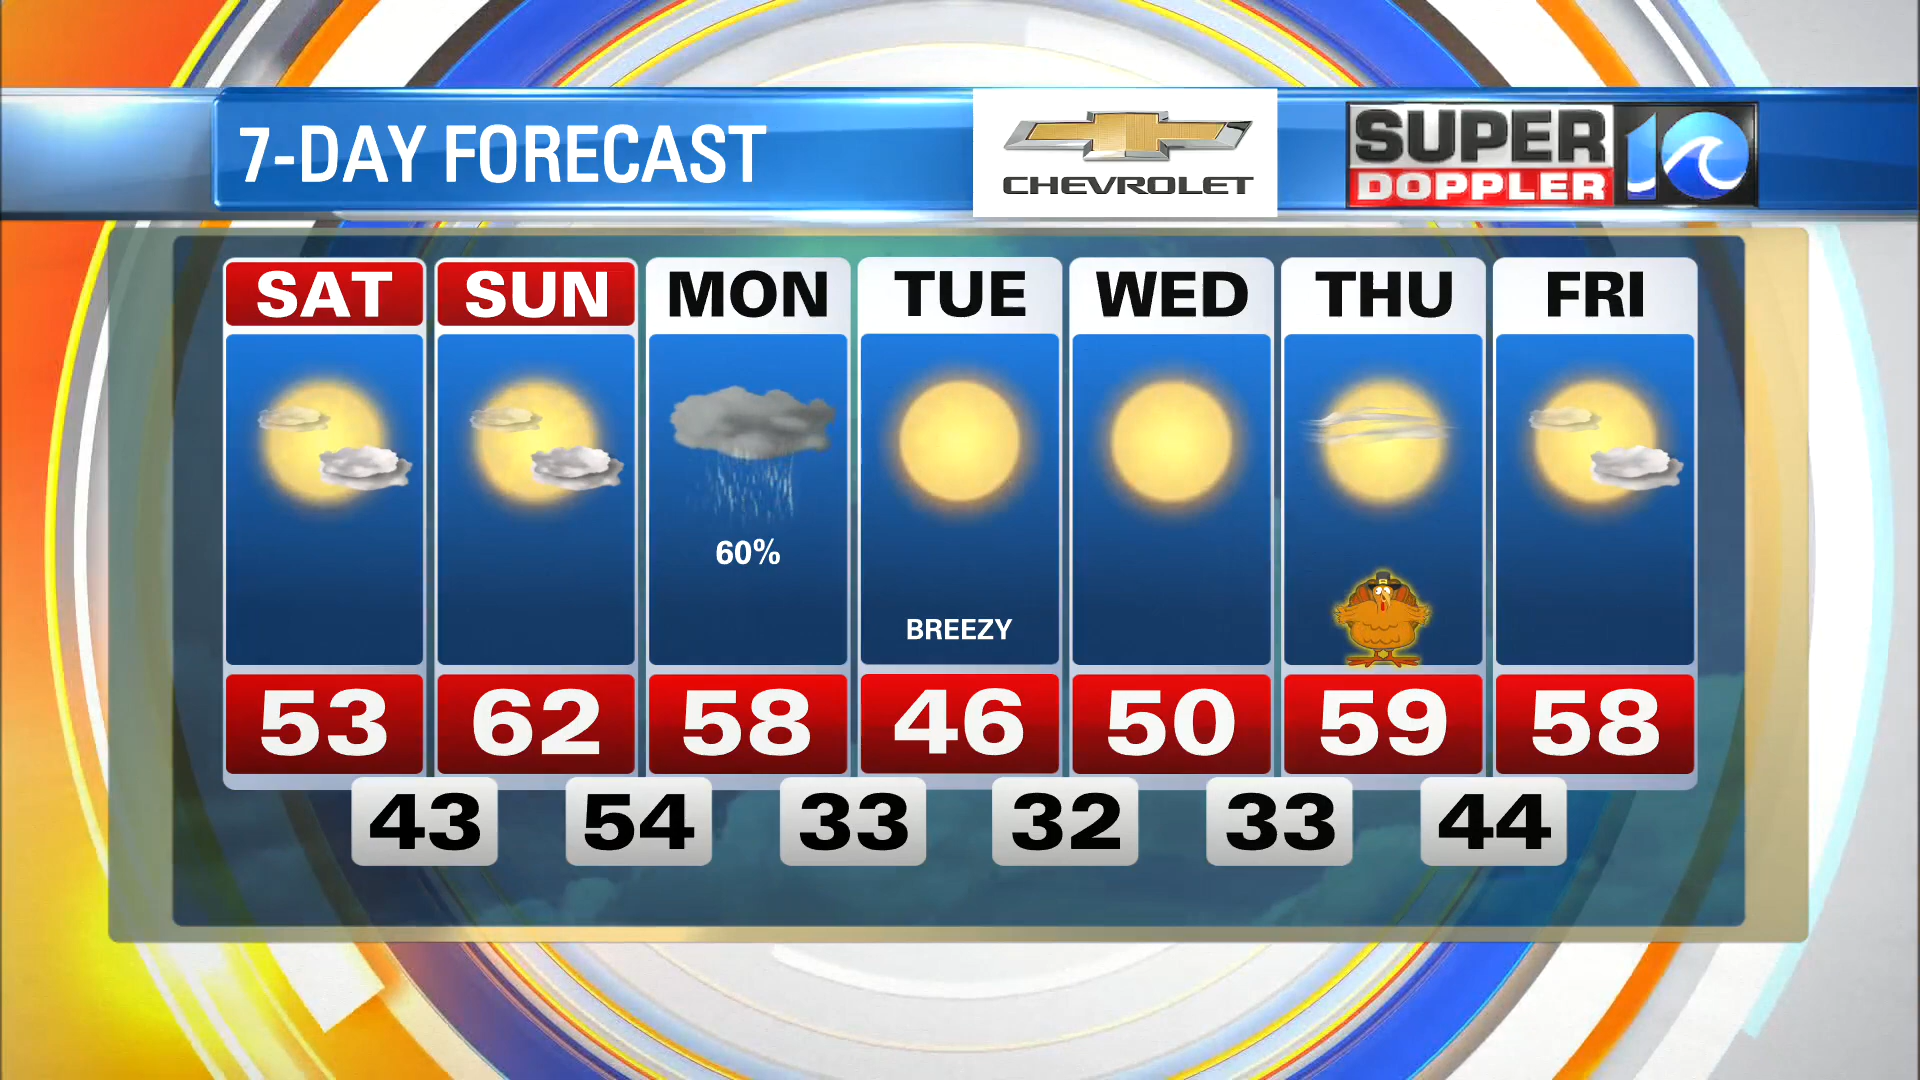 7-DAY FORECAST
CHEVROLET
SUPER
DOPPLER
10
SAT SUN MON TUE WED THU FRI
60%
BREEZY
53 62 58 46 50 59 58
43 54 33 32 33 44